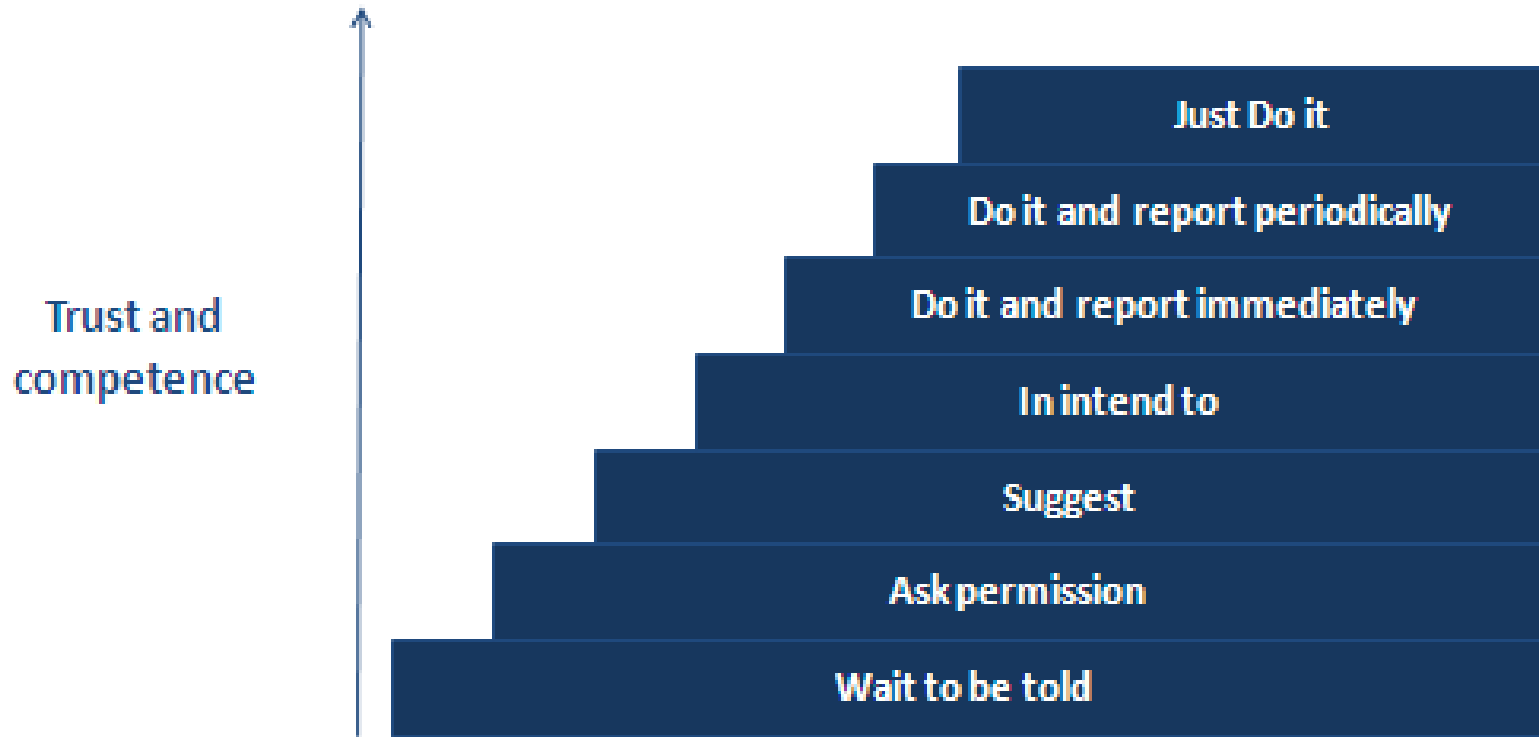 Just Do it
Do it and report periodically
Do it and report immediately
Trust and
competence
In intend to
Suggest
Ask permission
Wait to be told